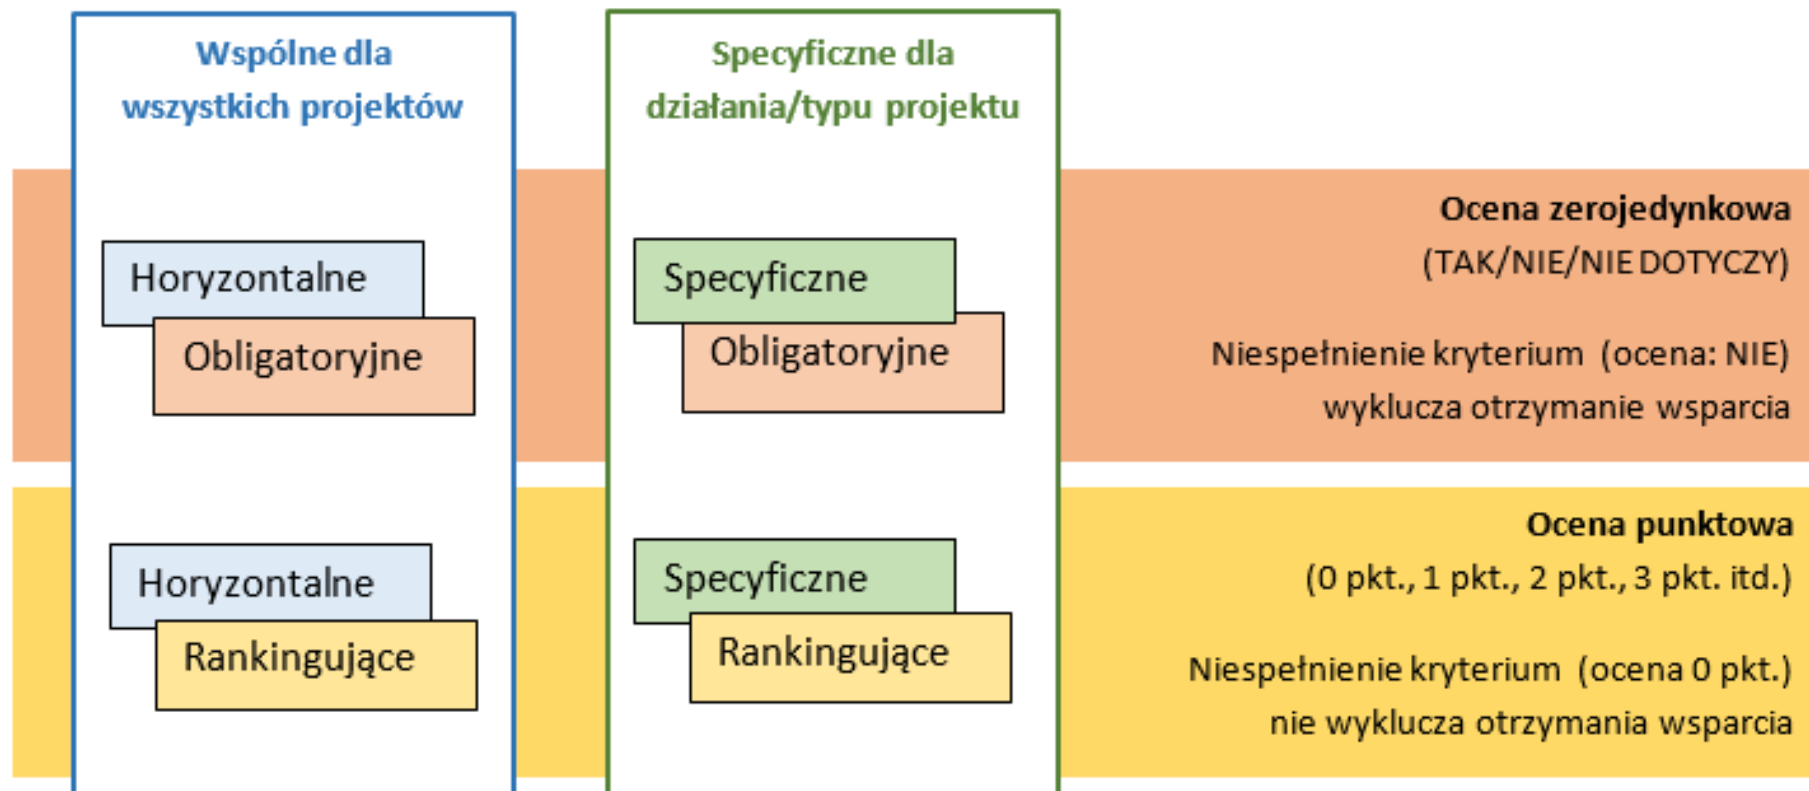 Wspólne dla
wszystkich projektów
Specyficzne dla
działania/typu projektu
Horyzontalne
Obligatoryjne
Specyficzne
Obligatoryjne
Ocena zerojedynkowa
(TAK/NIE/NIE DOTYCZY)
Niespełnienie kryterium (ocena: NIE)
wyklucza otrzymanie wsparcia
Horyzontalne
Rankingujące
Specyficzne
Rankingujące
Ocena punktowa
(0 pkt., 1 pkt., 2 pkt., 3 pkt. itd.)
Niespełnienie kryterium (ocena 0 pkt.)
nie wyklucza otrzymania wsparcia